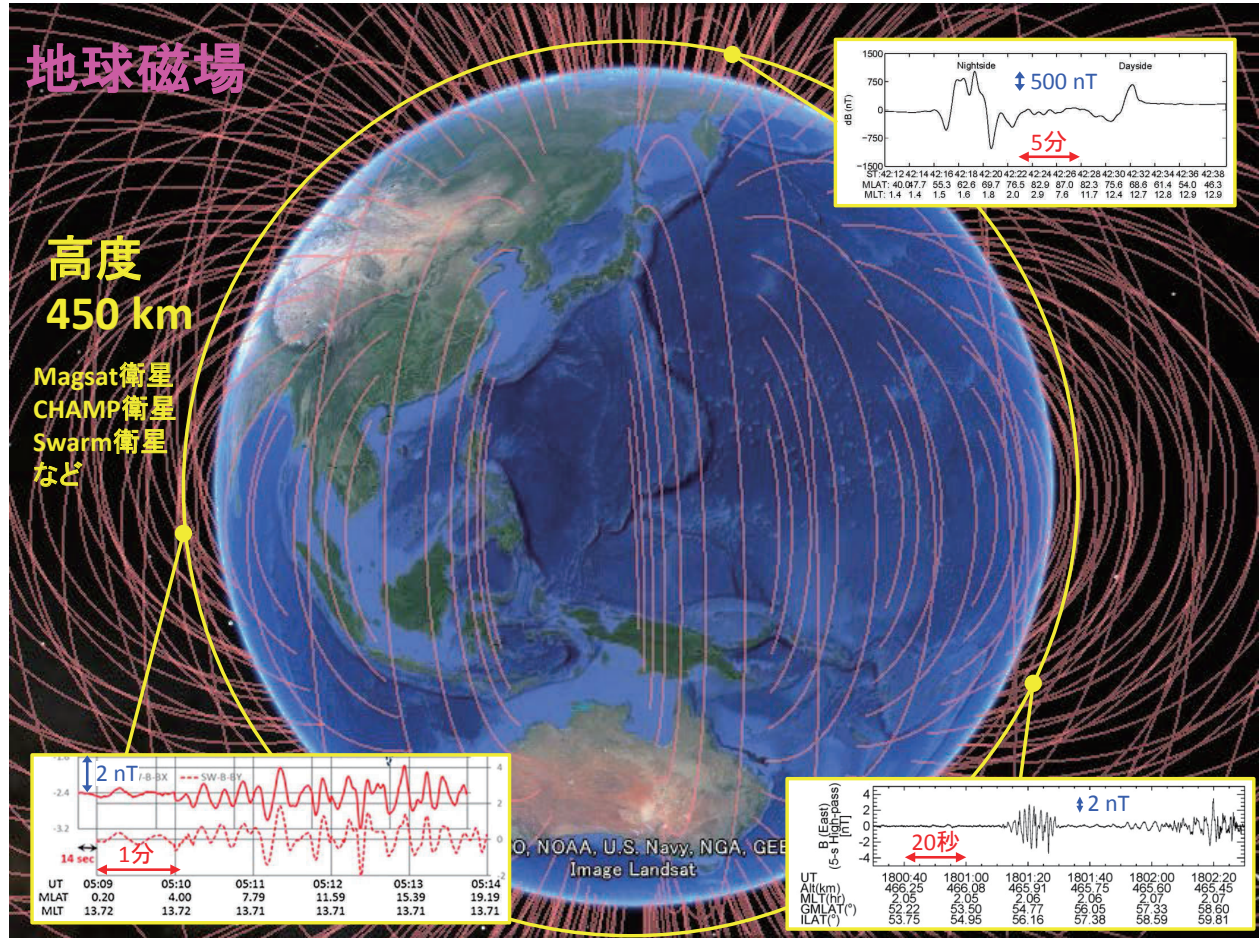 地球磁場
高度
450 km
Magsat衛星
CHAMP衛星
Swarm衛星
など
1500
750
0
−750
−1500
dB (nT)
Nightside
Dayside
500 nT
5分
ST:42:12 42:14 42:16 42:18 42:20 42:22 42:24 42:26 42:28 42:30 42:32 42:34 42:36 42:38
MLAT: 40.0 47.7 55.3 62.6 69.7 76.5 82.9 87.0 82.3 75.6 68.6 61.4 54.0 46.3
MLT: 1.4 1.4 1.5 1.6 1.8 2.0 2.9 7.6 11.7 12.4 12.7 12.8 12.9 12.9
-1.6
2 nT
-B-BX
SW-B-BY
4
-2.4
2
-3.2
0
-2
14 sec
1分
UT 05:09 05:10 05:11 05:12 05:13 05:14
MLAT 0.20 4.00 7.79 11.59 15.39 19.19
MLT 13.72 13.72 13.71 13.71 13.71 13.71
O, NOAA, U.S. Navy, NGA, GEB
Image Landsat
B (East)
(5-s High-pass)
[nT]
4
2
0
-2
-4
2 nT
20秒
UT 1800:40 1801:00 1801:20 1801:40 1802:00 1802:20
Alt(km) 466.25 466.08 465.91 465.75 465.60 465.45
MLT(hr) 2.05 2.05 2.06 2.06 2.07 2.07
GMLAT(°) 52.22 53.50 54.77 56.05 57.33 58.60
ILAT(°) 53.75 54.95 56.16 57.38 58.59 59.81